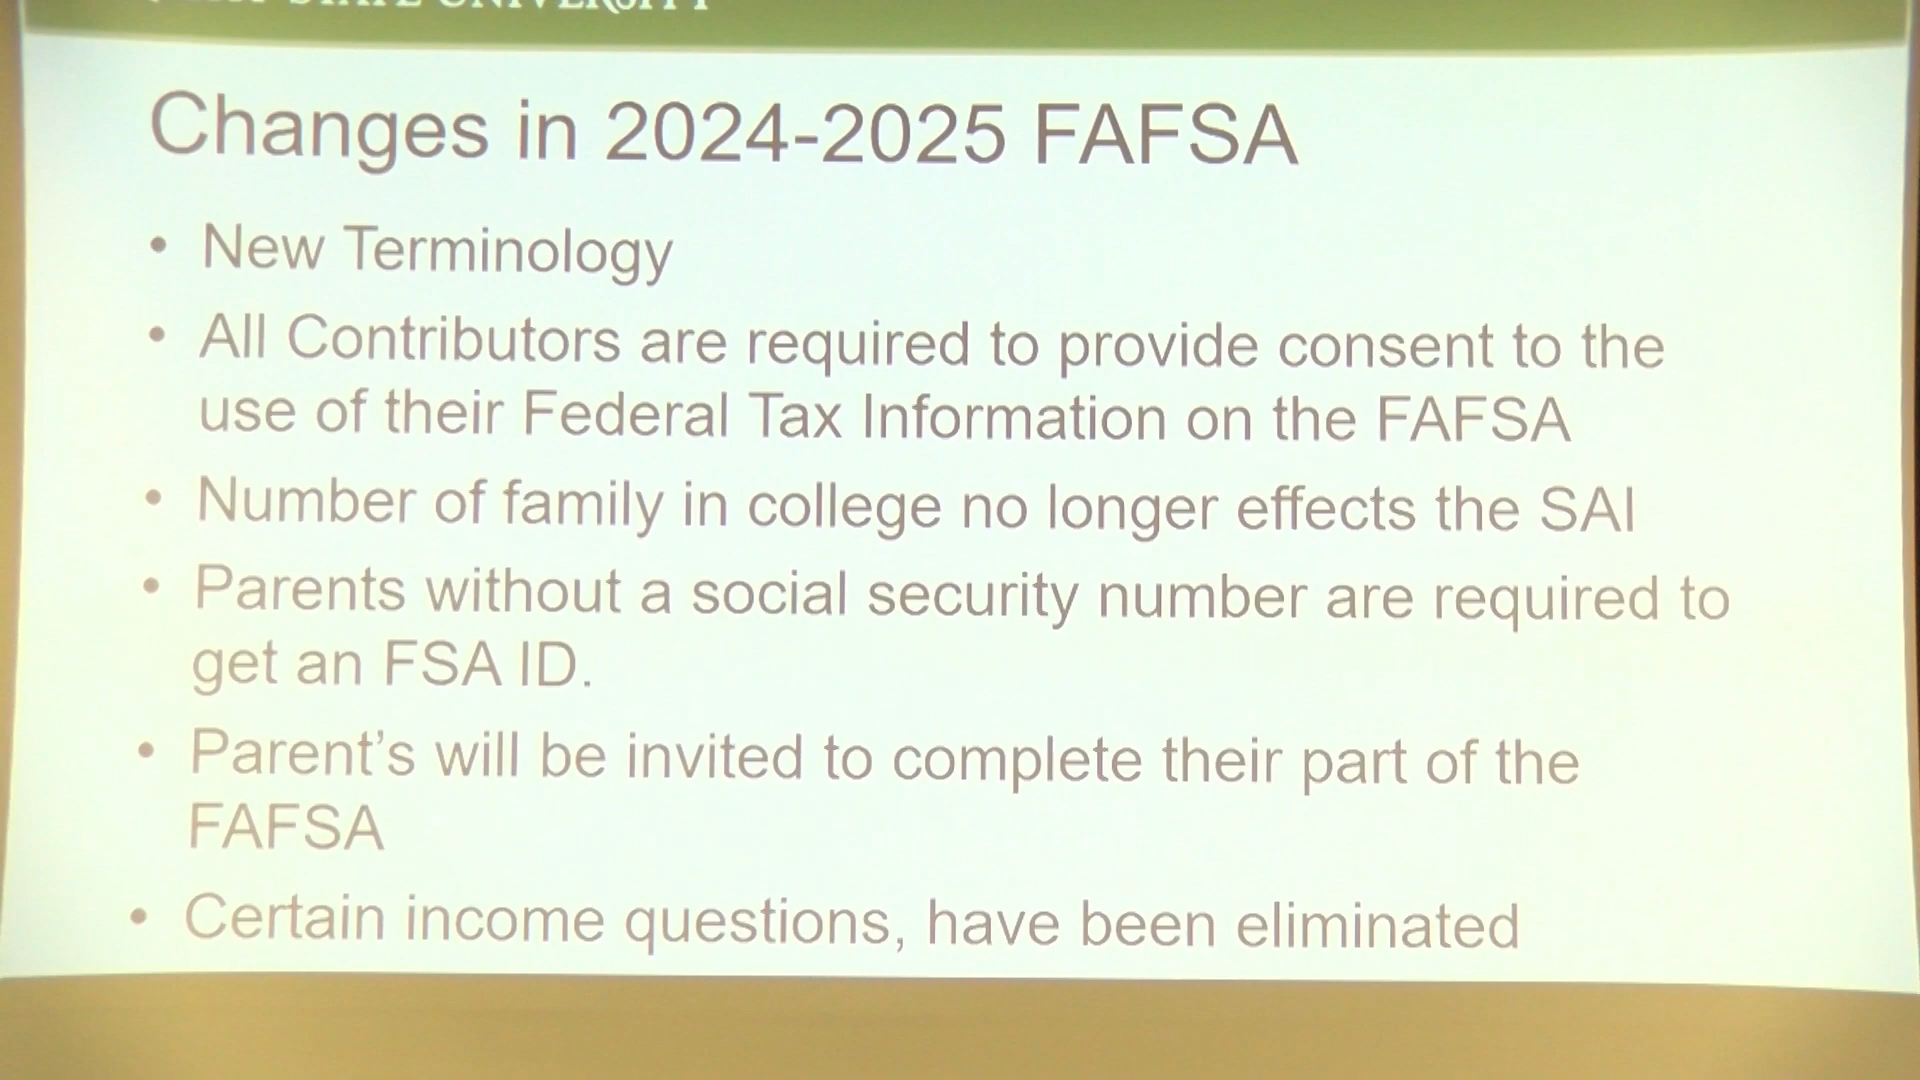 STATE UNIVERSITY
Changes in 2024-2025 FAFSA
• New Terminology
• All Contributors are required to provide consent to the
use of their Federal Tax Information on the FAFSA
• Number of family in college no longer effects the SAI
• Parents without a social security number are required to
get an FSA ID.
• Parent’s will be invited to complete their part of the
FAFSA
• Certain income questions, have been eliminated